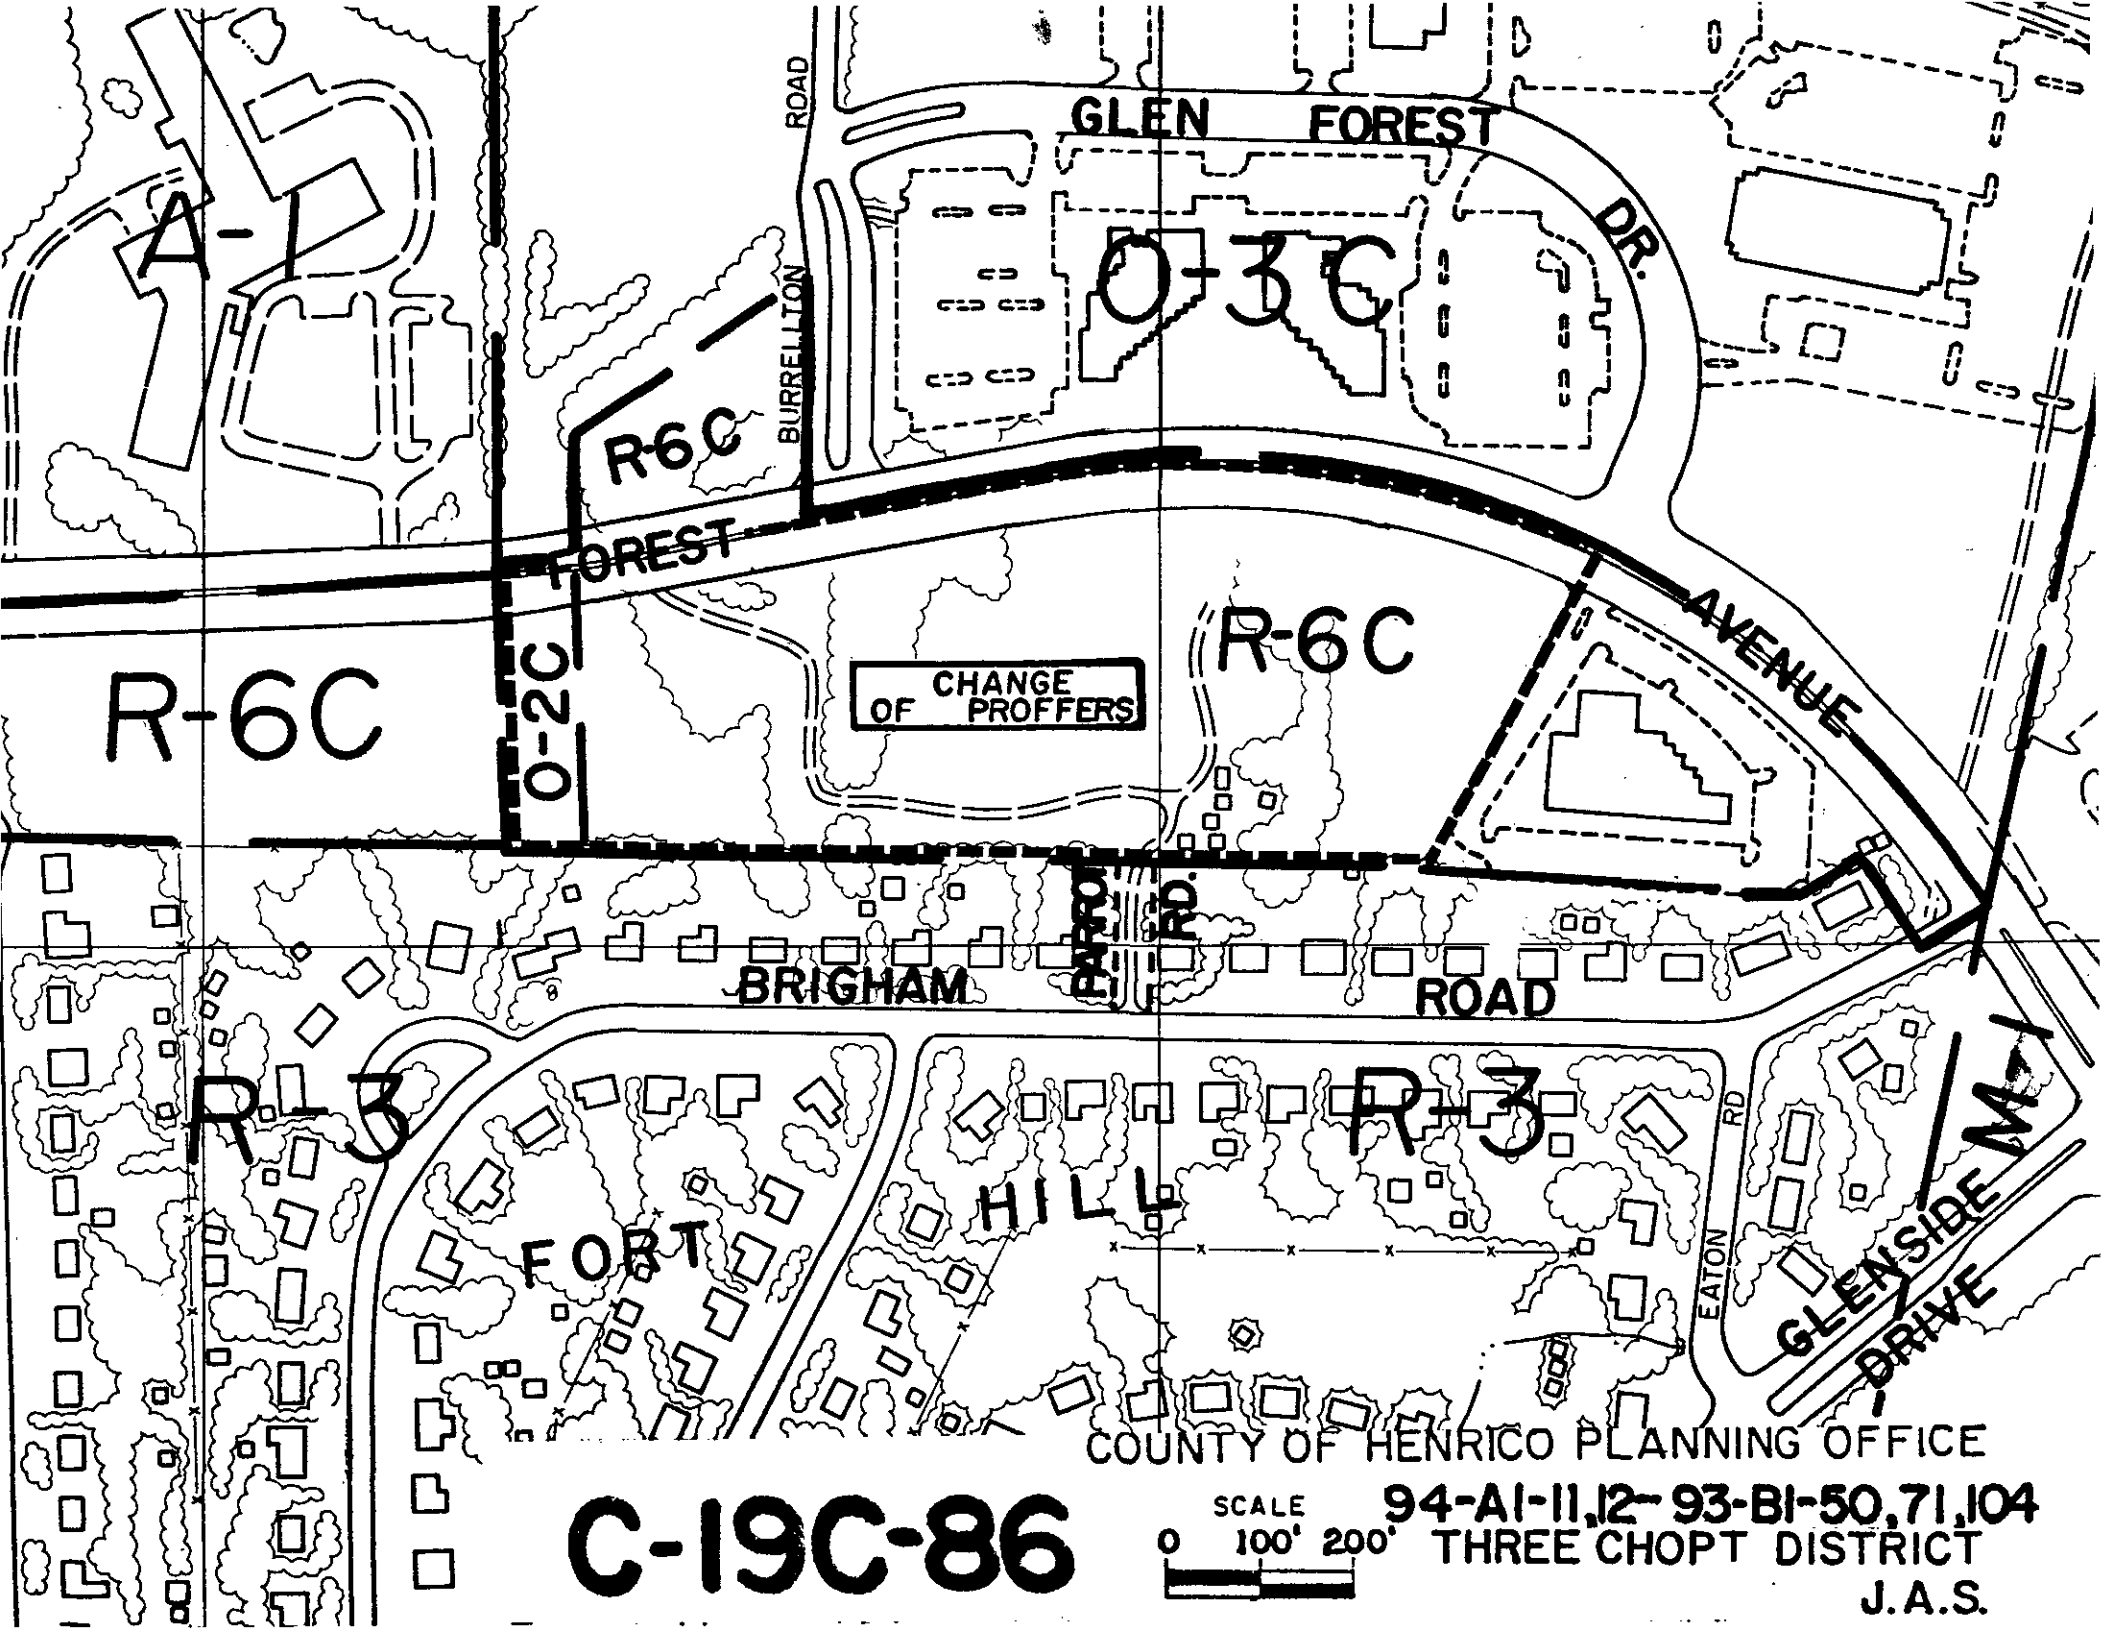 ROAD
GLEN FOREST
DR.
A-1
O-3C
BURRELLTON
R-6C
FOREST
AVENUE
R-6C
R-6C
O-2C
CHANGE
OF PROFFERS
RD.
BRIGHAM
ROAD
R-3
R-3
M-1
RD
EATON
HILL
FORT
GLENSIDE
DRIVE
COUNTY OF HENRICO PLANNING OFFICE
C-19C-86
SCALE
0 100' 200'
94-A1-11,12-93-B1-50,71,104
THREE CHOPT DISTRICT
J.A.S.